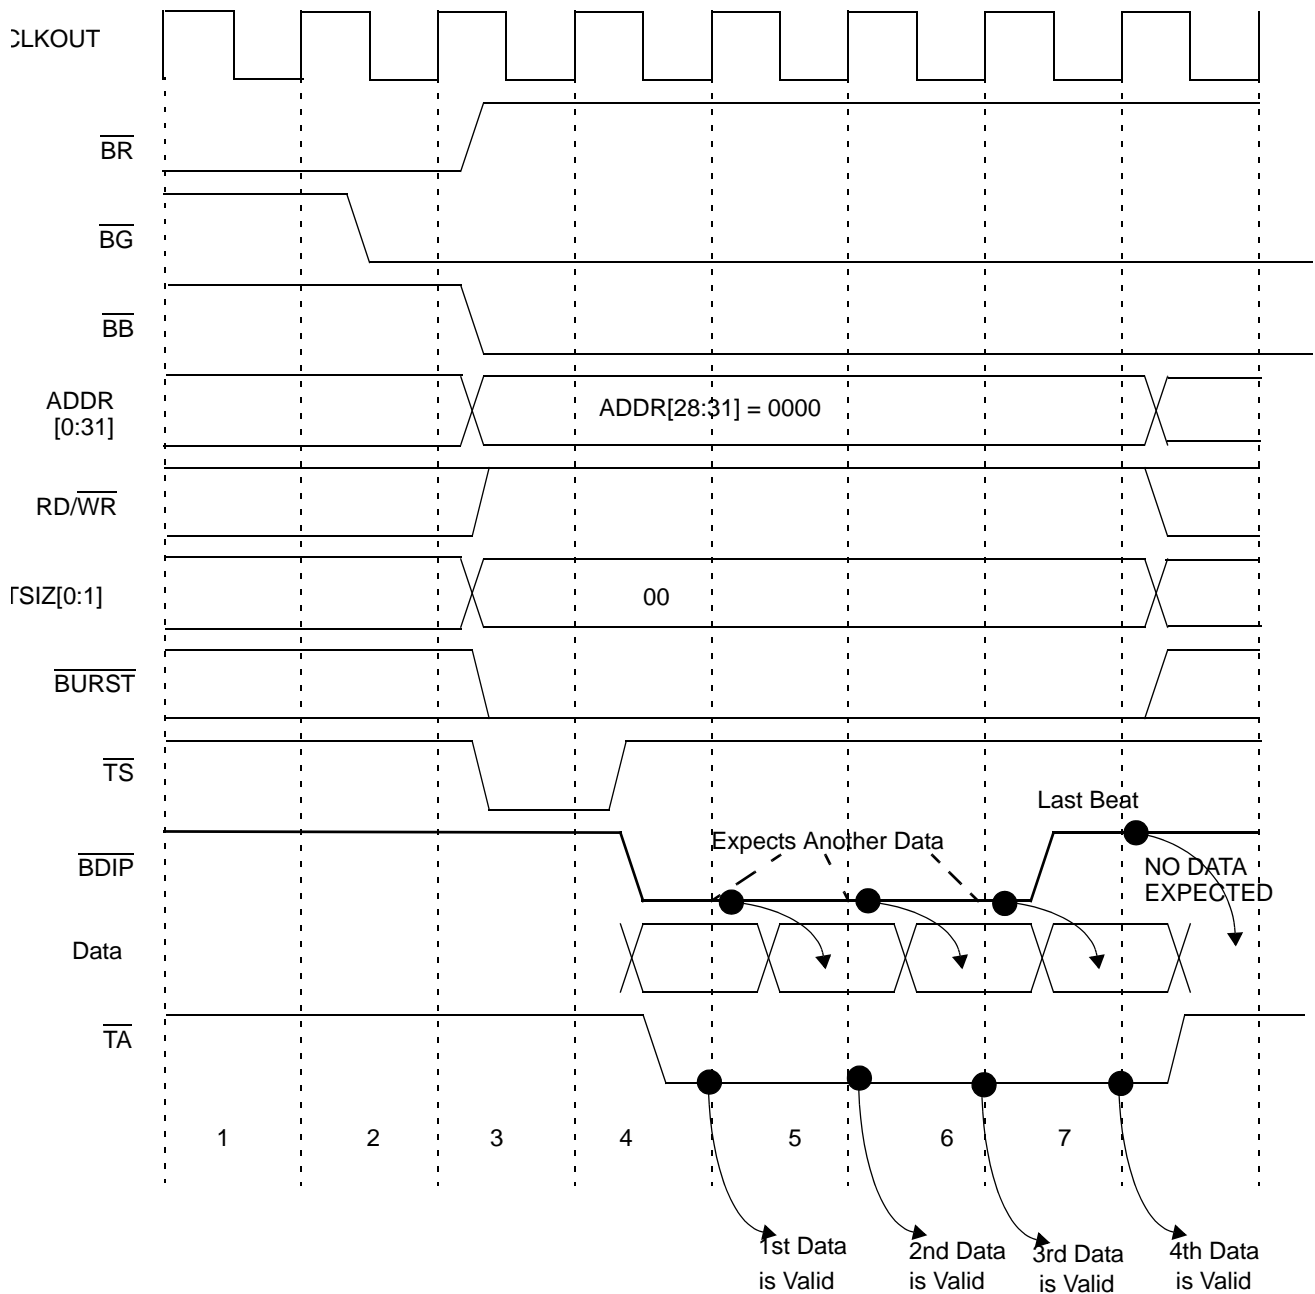 CLKOUT
BR
BG
BB
ADDR
[0:31]
ADDR[28:31] = 0000
RD/WR
TSIZ[0:1]
00
BURST
TS
Last Beat
BDIP
Expects Another Data
NO DATA
EXPECTED
Data
TA
1 2 3 4 5 6 7
1st Data
is Valid
2nd Data
is Valid
3rd Data
is Valid
4th Data
is Valid